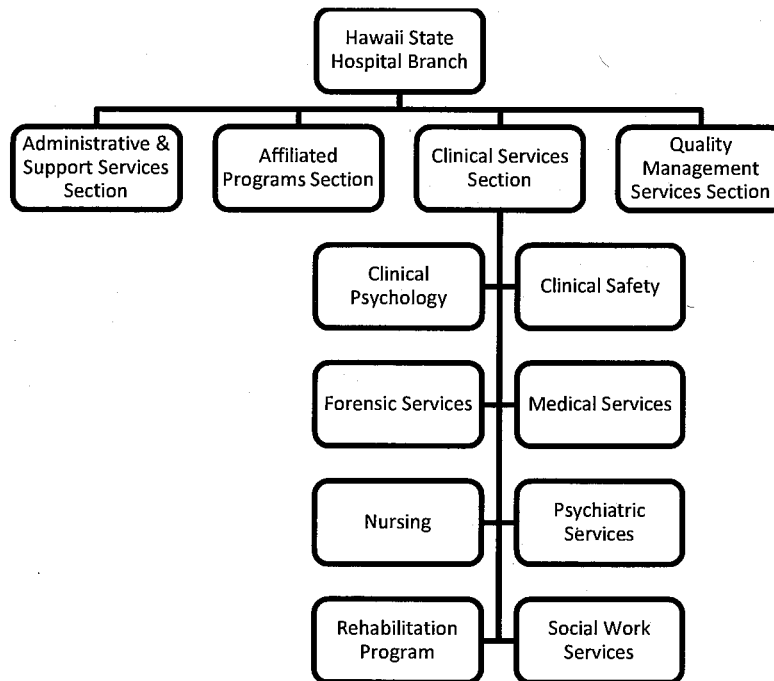 Hawaii State
Hospital Branch
Administrative &
Support Services
Section
Affiliated
Programs Section
Clinical Services
Section
Quality
Management
Services Section
Clinical
Psychology
Clinical Safety
Forensic Services
Medical Services
Nursing
Psychiatric
Services
Rehabilitation
Program
Social Work
Services